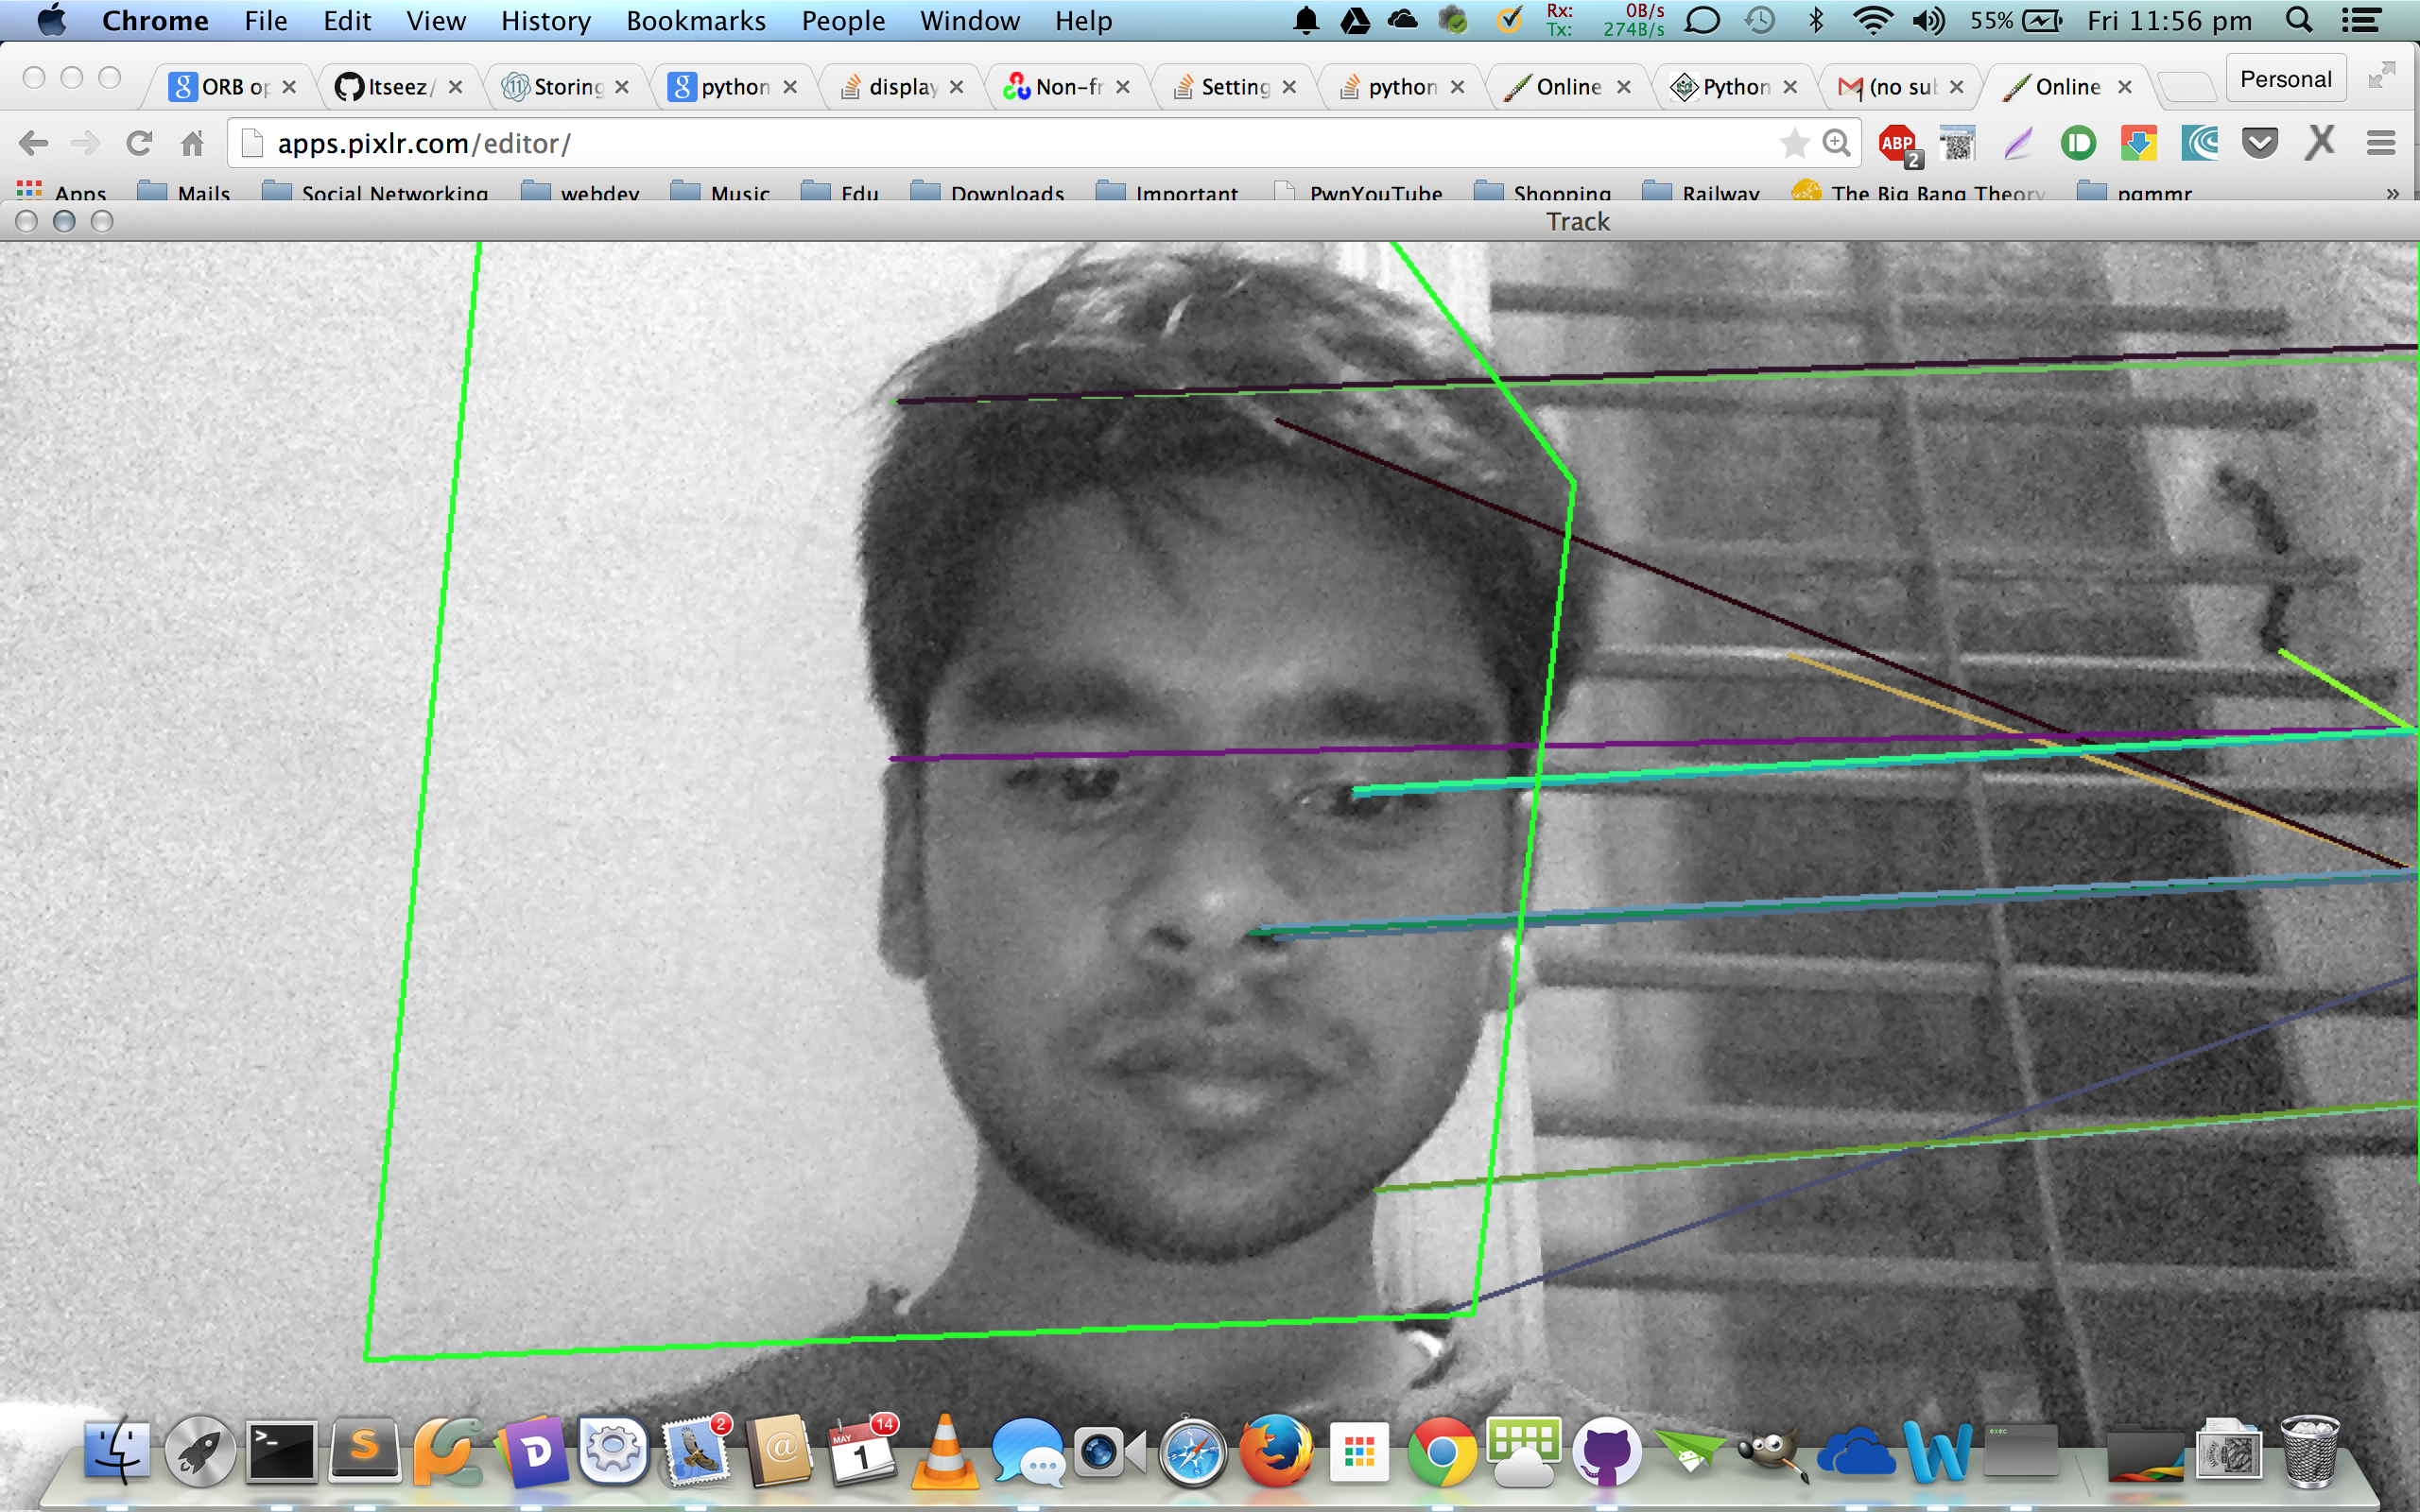 Chrome File Edit View History Bookmarks People Window Help Rx: 0B/s Tx: 274B/s 55% Fri 11:56 pm
ORB op Itseez/ Storing python display Non-fr Setting python Online Python (no sub Online Personal
apps.pixlr.com/editor/ ABP 2
Apps Mails Social Networking webdev Music Edu Downloads Important PwnYouTube Shopping Railway The Big Bang Theory pgmmr »
Track
>_ S D 2 @ MAY 1 14 W exec